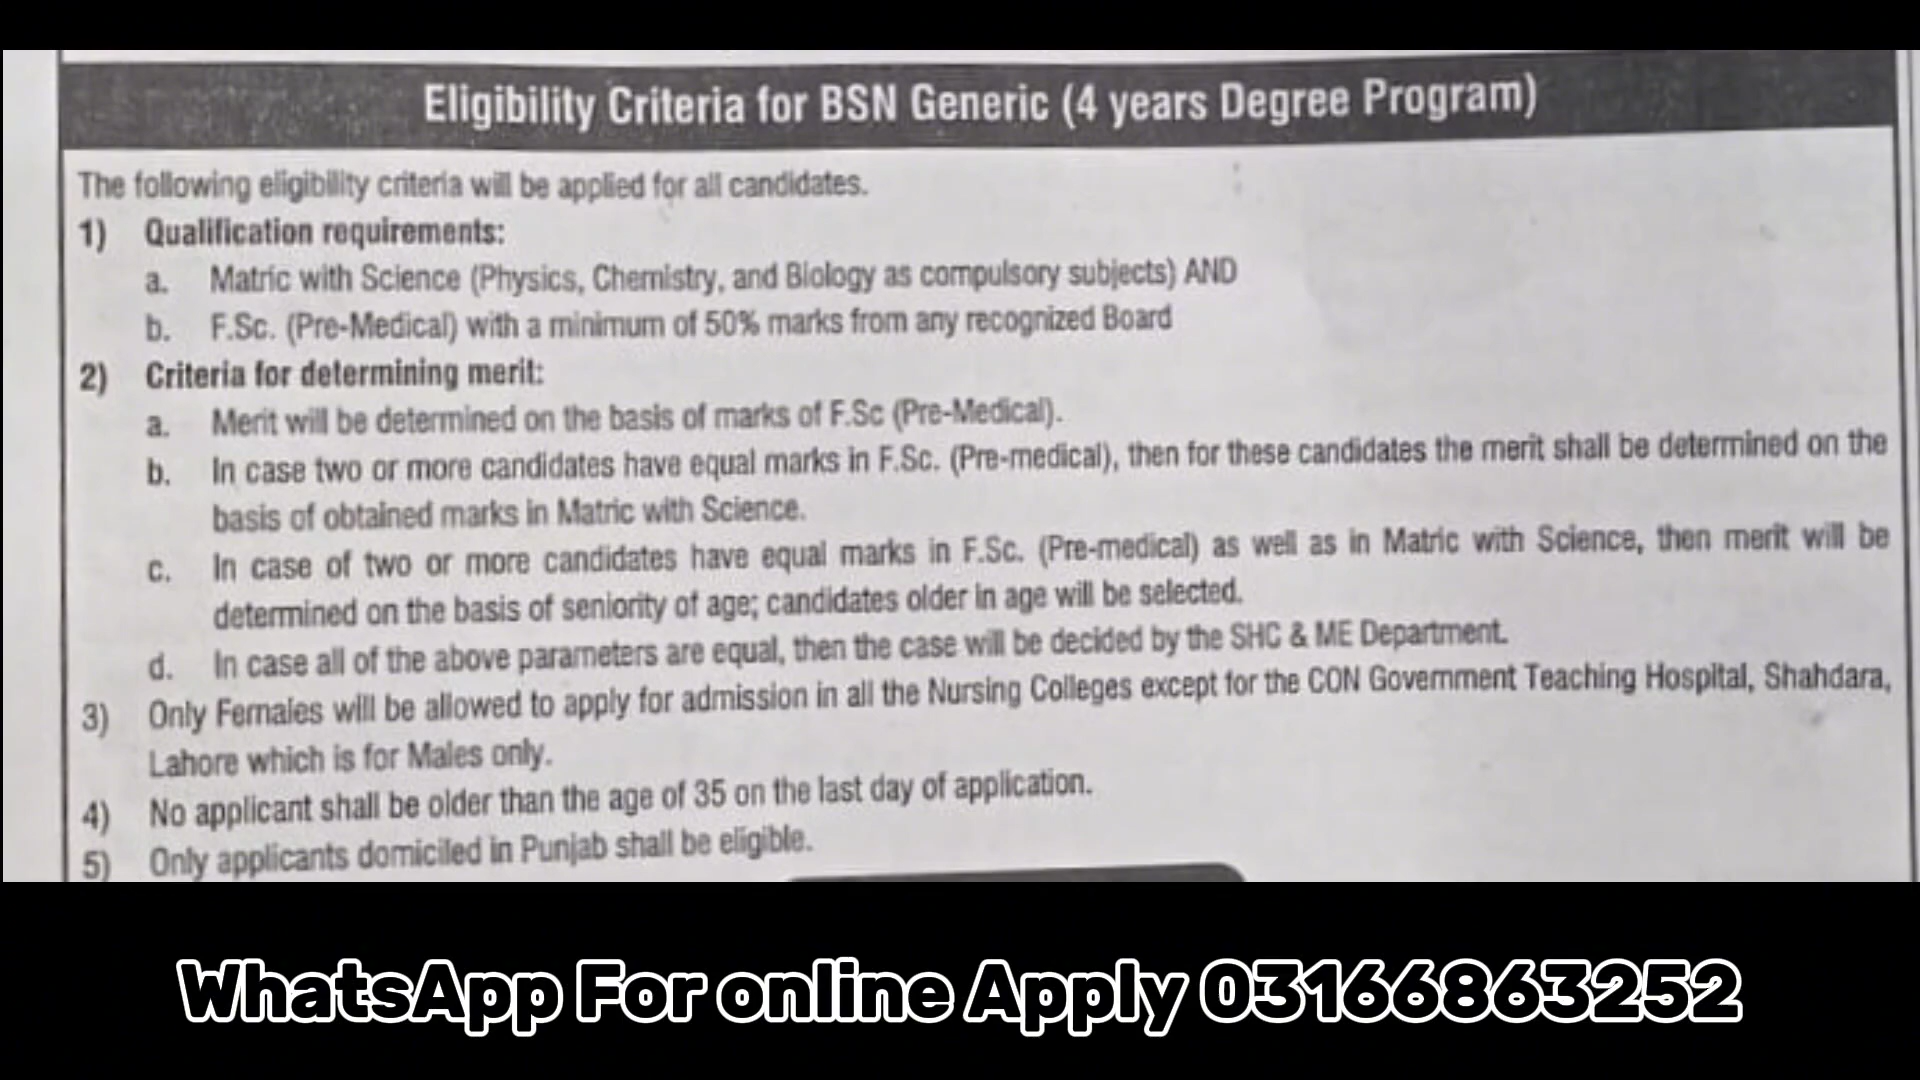 Eligibility Criteria for BSN Generic (4 years Degree Program)
The following eligibility criteria will be applied for all candidates.
1) Qualification requirements:
a. Matric with Science (Physics, Chemistry, and Biology as compulsory subjects) AND
b. F.Sc. (Pre-Medical) with a minimum of 50% marks from any recognized Board
2) Criteria for determining merit:
a. Merit will be determined on the basis of marks of F.Sc (Pre-Medical).
b. In case two or more candidates have equal marks in F.Sc. (Pre-medical), then for these candidates the merit shall be determined on the
basis of obtained marks in Matric with Science.
c. In case of two or more candidates have equal marks in F.Sc. (Pre-medical) as well as in Matric with Science, then merit will be
determined on the basis of seniority of age; candidates older in age will be selected.
d. In case all of the above parameters are equal, then the case will be decided by the SHC & ME Department.
3) Only Females will be allowed to apply for admission in all the Nursing Colleges except for the CON Government Teaching Hospital, Shahdara,
Lahore which is for Males only.
4) No applicant shall be older than the age of 35 on the last day of application.
5) Only applicants domiciled in Punjab shall be eligible.
WhatsApp For online Apply 03166863252